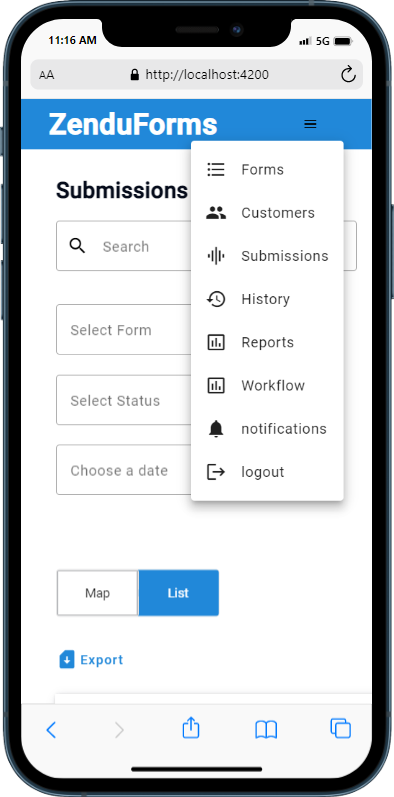 11:16 AM
5G
AA
http://localhost:4200
ZenduForms
Submissions
Search
Select Form
Select Status
Choose a date
Forms
Customers
Submissions
History
Reports
Workflow
notifications
logout
Map
List
Export